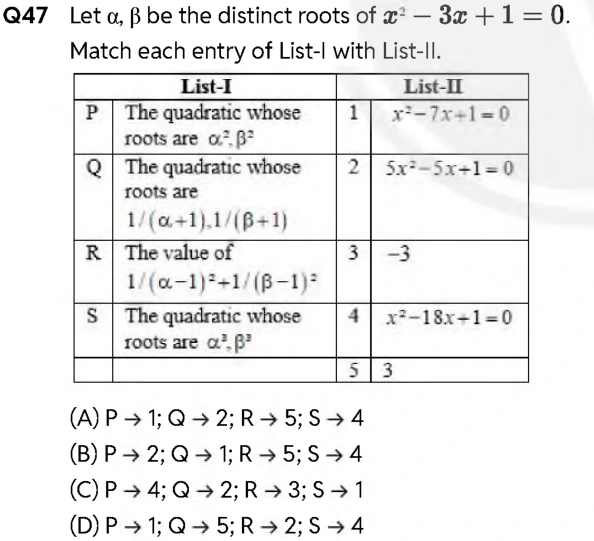 Q47 Let α, β be the distinct roots of x² − 3x + 1 = 0.
Match each entry of List-I with List-II.
List-I List-II
P The quadratic whose 1 x²−7x+1=0
roots are α²,β²
Q The quadratic whose 2 5x²−5x+1=0
roots are
1/(α+1),1/(β+1)
R The value of 3 −3
1/(α−1)²+1/(β−1)²
S The quadratic whose 4 x²−18x+1=0
roots are α³,β³
5 3
(A) P → 1; Q → 2; R → 5; S → 4
(B) P → 2; Q → 1; R → 5; S → 4
(C) P → 4; Q → 2; R → 3; S → 1
(D) P → 1; Q → 5; R → 2; S → 4